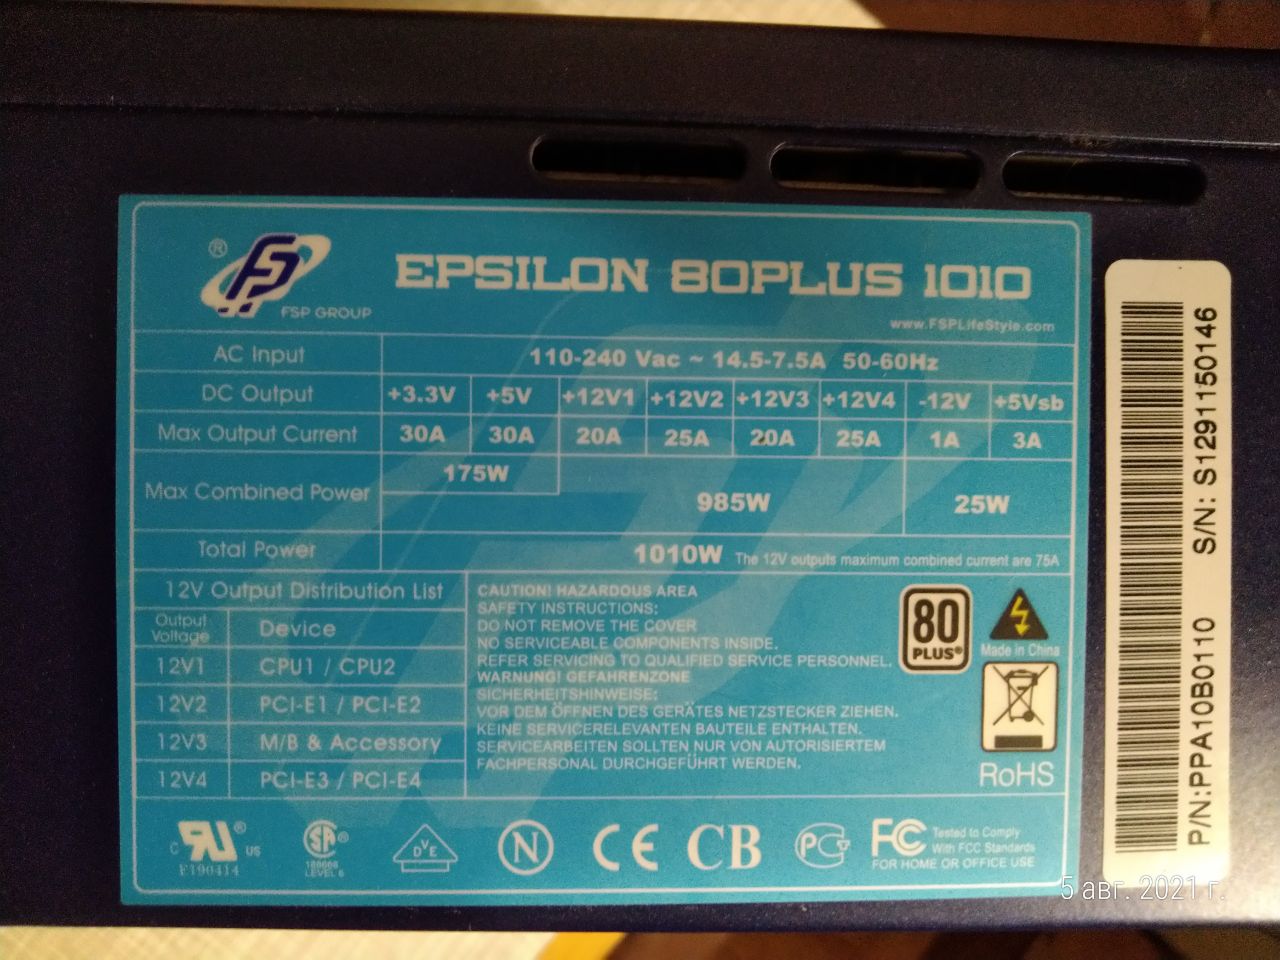 ® FSP GROUP
EPSILON 80PLUS 1010
www.FSPLifeStyle.com
AC Input 110-240 Vac ~ 14.5-7.5A 50-60Hz
DC Output +3.3V +5V +12V1 +12V2 +12V3 +12V4 -12V +5Vsb
Max Output Current 30A 30A 20A 25A 20A 25A 1A 3A
Max Combined Power 175W 985W 25W
Total Power 1010W The 12V outputs maximum combined current are 75A
12V Output Distribution List
Output Voltage Device
12V1 CPU1 / CPU2
12V2 PCI-E1 / PCI-E2
12V3 M/B & Accessory
12V4 PCI-E3 / PCI-E4
CAUTION! HAZARDOUS AREA
SAFETY INSTRUCTIONS:
DO NOT REMOVE THE COVER
NO SERVICEABLE COMPONENTS INSIDE.
REFER SERVICING TO QUALIFIED SERVICE PERSONNEL.
WARNUNG! GEFAHRENZONE
SICHERHEITSHINWEISE:
VOR DEM ÖFFNEN DES GERÄTES NETZSTECKER ZIEHEN.
KEINE SERVICERELEVANTEN BAUTEILE ENTHALTEN.
SERVICEARBEITEN SOLLTEN NUR VON AUTORISIERTEM
FACHPERSONAL DURCHGEFÜHRT WERDEN.
80
PLUS®
Made in China
RoHS
c RU® US
E190414
SA®
LEVEL 6
DVE
N
CE
CB
PC
FC Tested to Comply
With FCC Standards
FOR HOME OR OFFICE USE
P/N:PPA10B0110 S/N: S1291150146
5 авг. 2021 г.